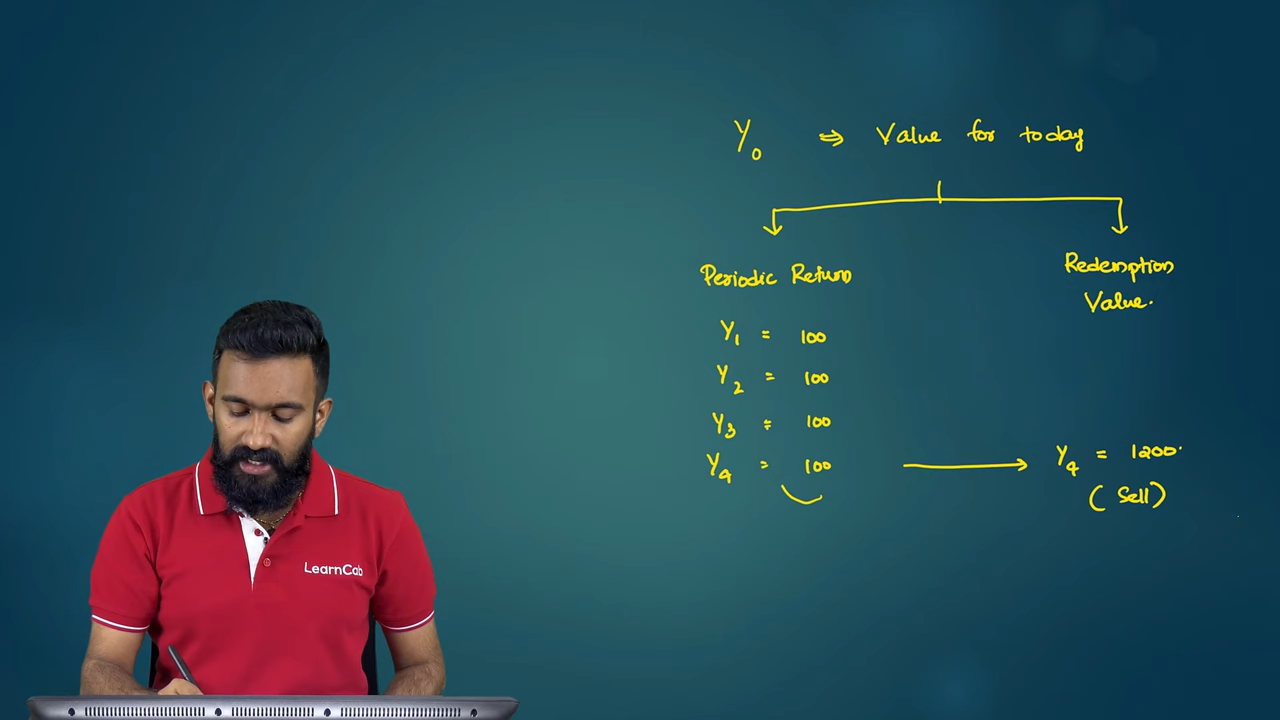 Y0 ⇒ Value for today
Periodic Return
Redemption Value.
Y1 = 100
Y2 = 100
Y3 = 100
Y4 = 100 → Y4 = 1200
(Sell)
LearnCab